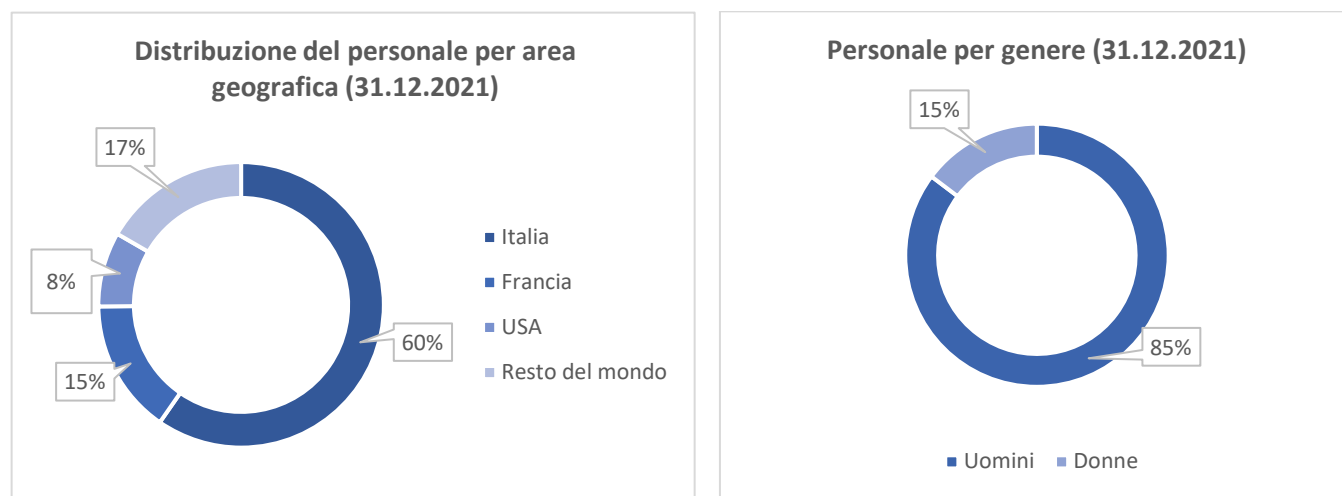 Distribuzione del personale per area
geografica (31.12.2021)
17%
8%
15%
60%
Italia
Francia
USA
Resto del mondo
Personale per genere (31.12.2021)
15%
85%
Uomini Donne